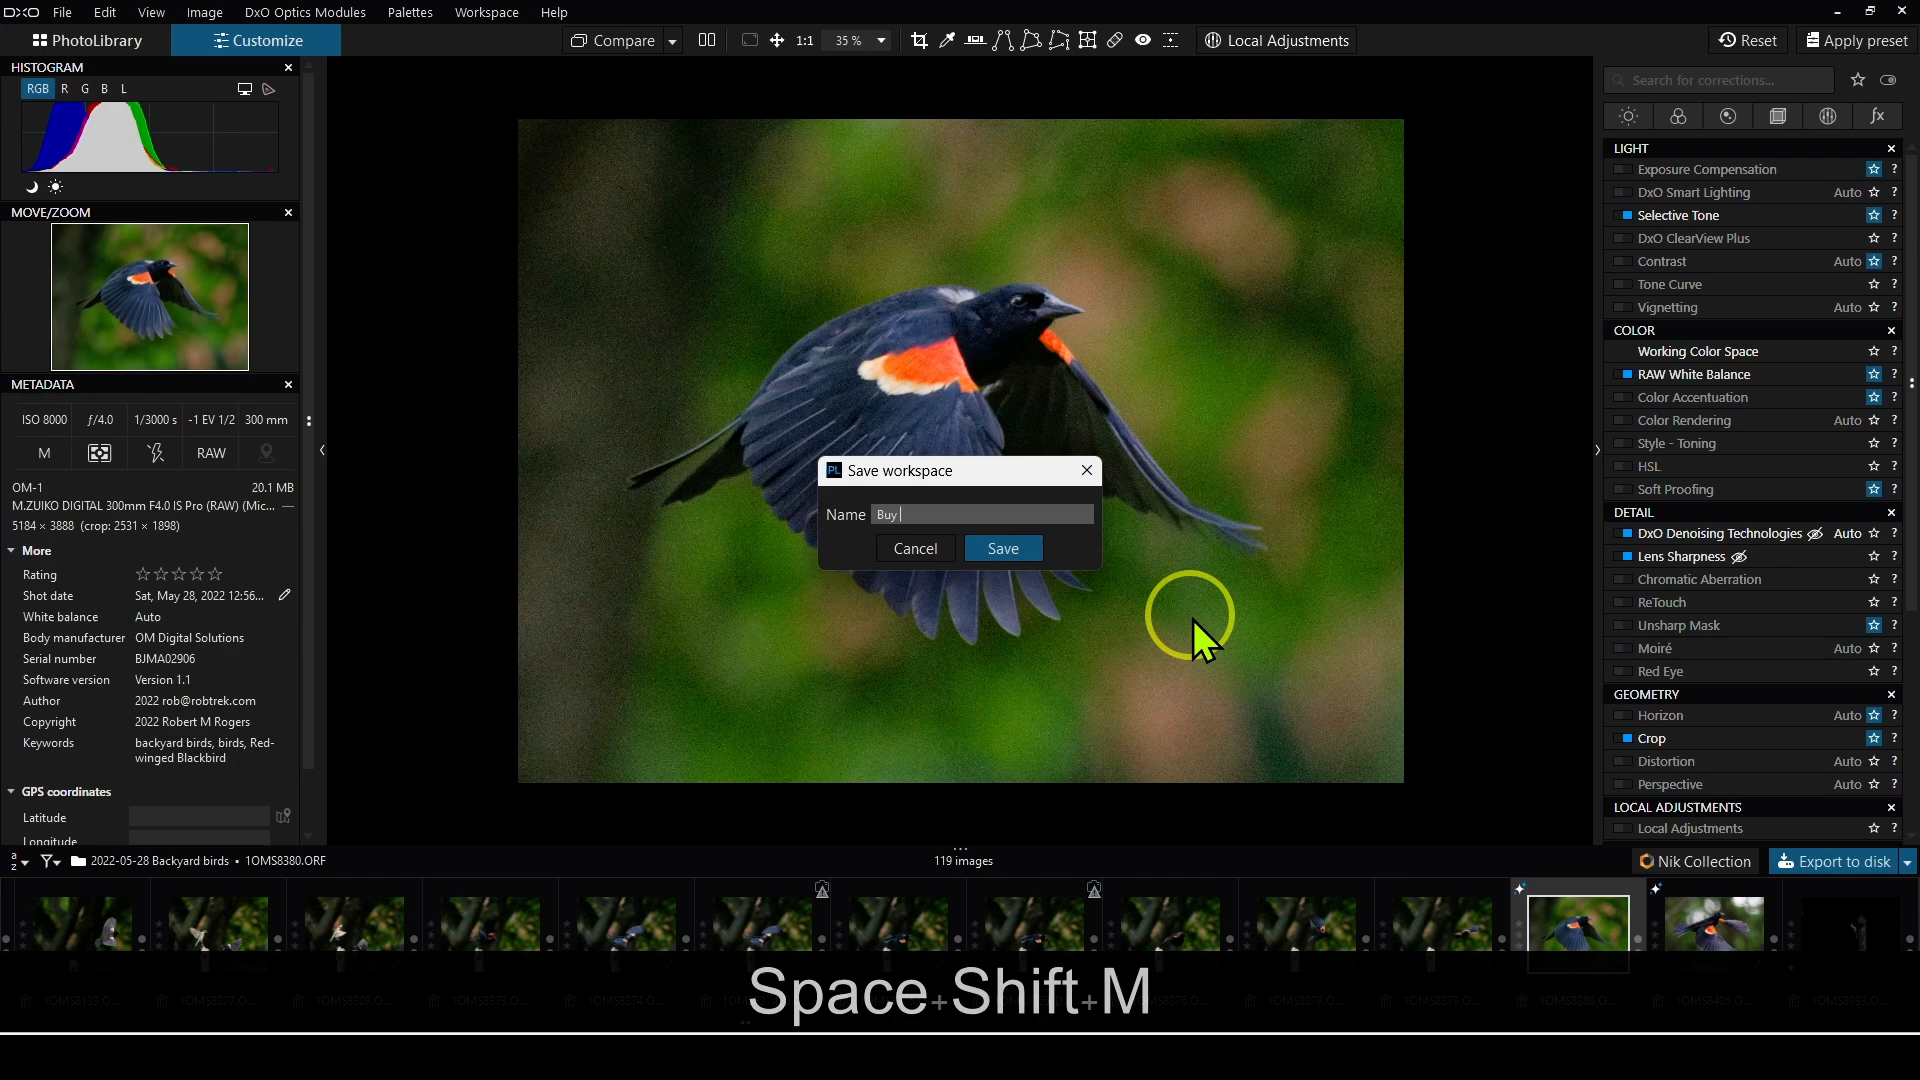 DXO File Edit View Image DxO Optics Modules Palettes Workspace Help
PhotoLibrary Customize Compare 1:1 35 % Local Adjustments Reset Apply preset
HISTOGRAM
RGB R G B L
MOVE/ZOOM
METADATA
ISO 8000 ƒ/4.0 1/3000 s -1 EV 1/2 300 mm
M RAW
OM-1 20.1 MB
M.ZUIKO DIGITAL 300mm F4.0 IS Pro (RAW) (Mic...
5184 × 3888 (crop: 2531 × 1898)
More
Rating
Shot date Sat, May 28, 2022 12:56...
White balance Auto
Body manufacturer OM Digital Solutions
Serial number BJMA02906
Software version Version 1.1
Author 2022 rob@robtrek.com
Copyright 2022 Robert M Rogers
Keywords backyard birds, birds, Red-
winged Blackbird
GPS coordinates
Latitude
Longitude
PL Save workspace
Name Buy
Cancel Save
Search for corrections...
fx
LIGHT
Exposure Compensation ?
DxO Smart Lighting Auto ?
Selective Tone ?
DxO ClearView Plus ?
Contrast Auto ?
Tone Curve ?
Vignetting Auto ?
COLOR
Working Color Space ?
RAW White Balance ?
Color Accentuation ?
Color Rendering Auto ?
Style - Toning ?
HSL ?
Soft Proofing ?
DETAIL
DxO Denoising Technologies Auto ?
Lens Sharpness ?
Chromatic Aberration ?
ReTouch ?
Unsharp Mask ?
Moiré Auto ?
Red Eye ?
GEOMETRY
Horizon Auto ?
Crop ?
Distortion Auto ?
Perspective Auto ?
LOCAL ADJUSTMENTS
Local Adjustments ?
a z 2022-05-28 Backyard birds • 1OMS8380.ORF 119 images Nik Collection Export to disk
Space+Shift+M